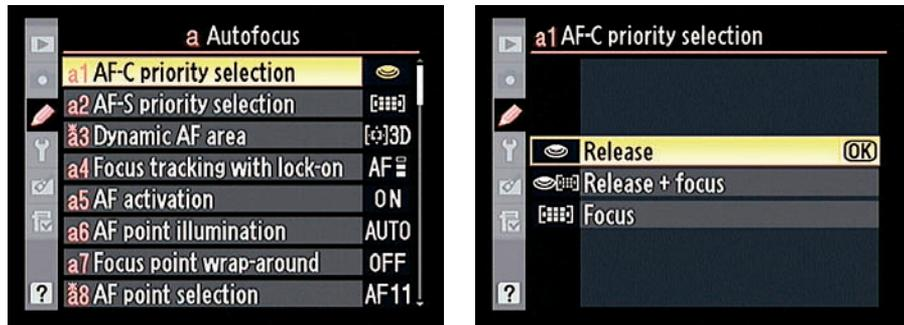 a Autofocus
a1 AF-C priority selection
a2 AF-S priority selection
a3 Dynamic AF area [ ]3D
a4 Focus tracking with lock-on AF
a5 AF activation ON
a6 AF point illumination AUTO
a7 Focus point wrap-around OFF
a8 AF point selection AF11
?
a1 AF-C priority selection
Release OK
Release + focus
Focus
?